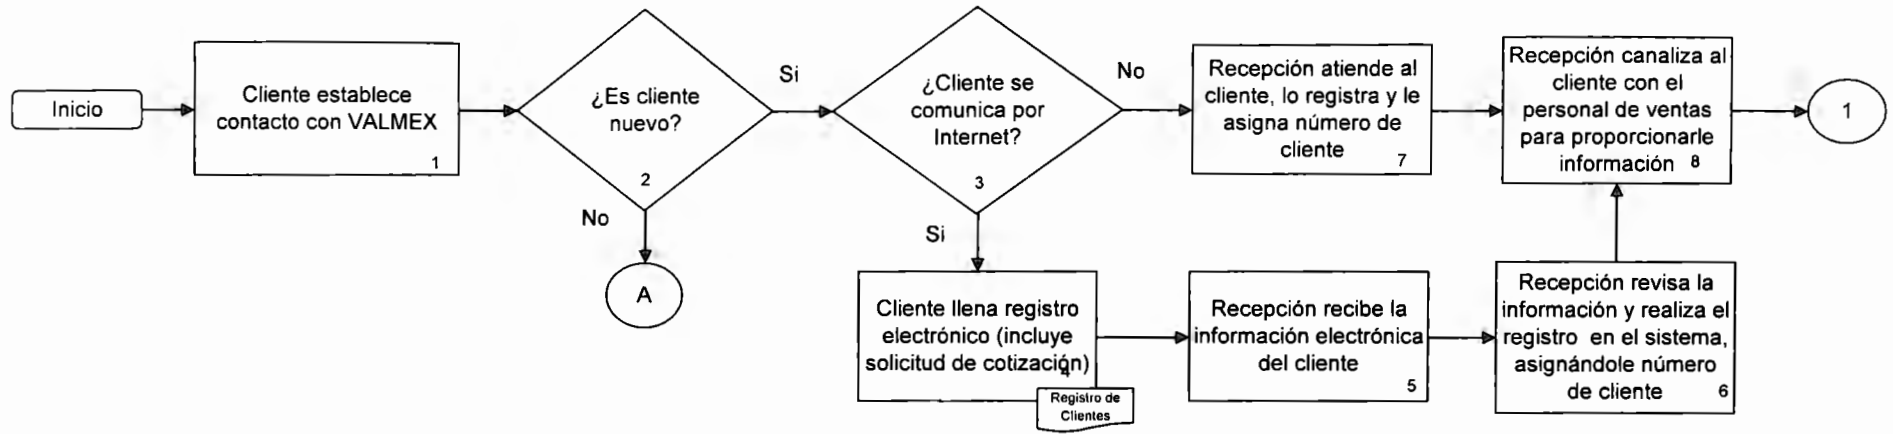 Inicio
Cliente establece
contacto con VALMEX
1
¿Es cliente
nuevo?
2
Si
No
A
¿Cliente se
comunica por
Internet?
3
No
Si
Recepción atiende al
cliente, lo registra y le
asigna número de
cliente
7
Recepción canaliza al
cliente con el
personal de ventas
para proporcionarle
información 8
1
Cliente llena registro
electrónico (incluye
solicitud de cotización)
4
Registro de
Clientes
Recepción recibe la
información electrónica
del cliente
5
Recepción revisa la
información y realiza el
registro en el sistema,
asignándole número
de cliente
6